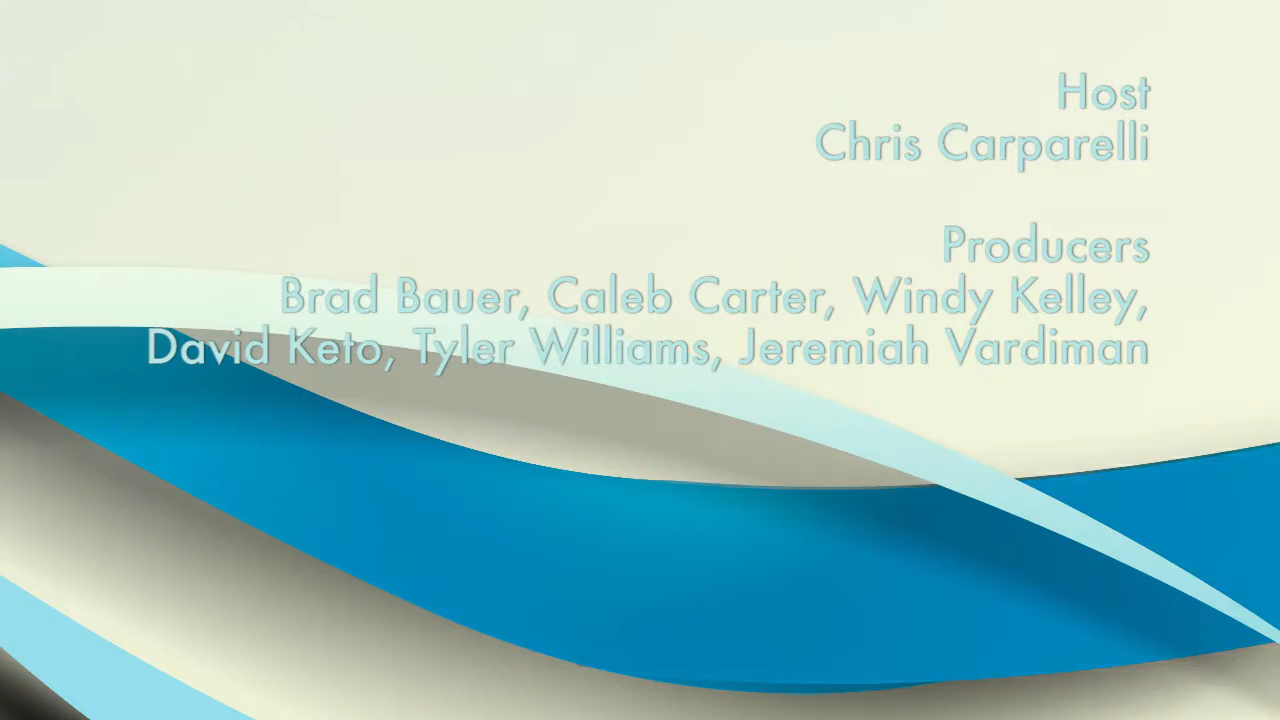 Host
Chris Carparelli
Producers
Brad Bauer, Caleb Carter, Windy Kelley,
David Keto, Tyler Williams, Jeremiah Vardiman